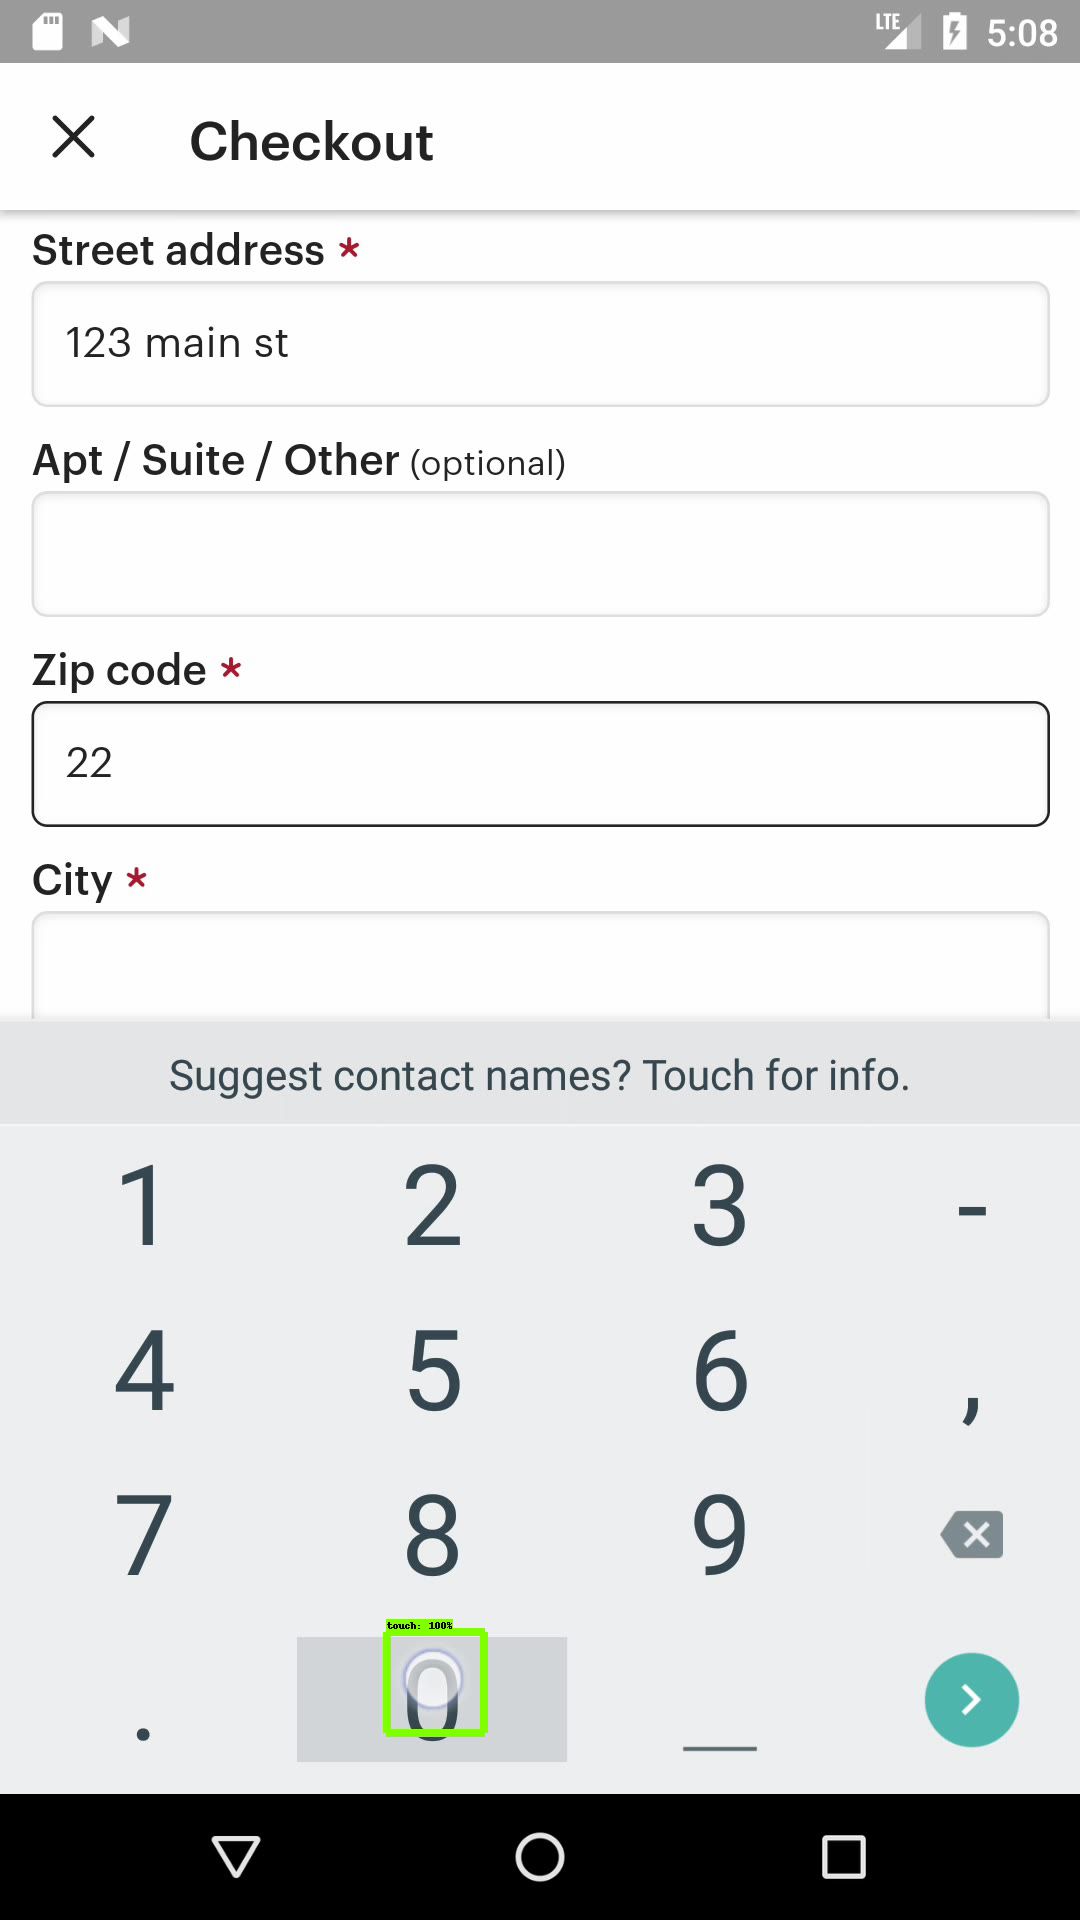 LTE 5:08
Checkout
Street address *
123 main st
Apt / Suite / Other (optional)
Zip code *
22
City *
Suggest contact names? Touch for info.
1 2 3 -
4 5 6 ,
7 8 9
touch: 100%
. 0 _